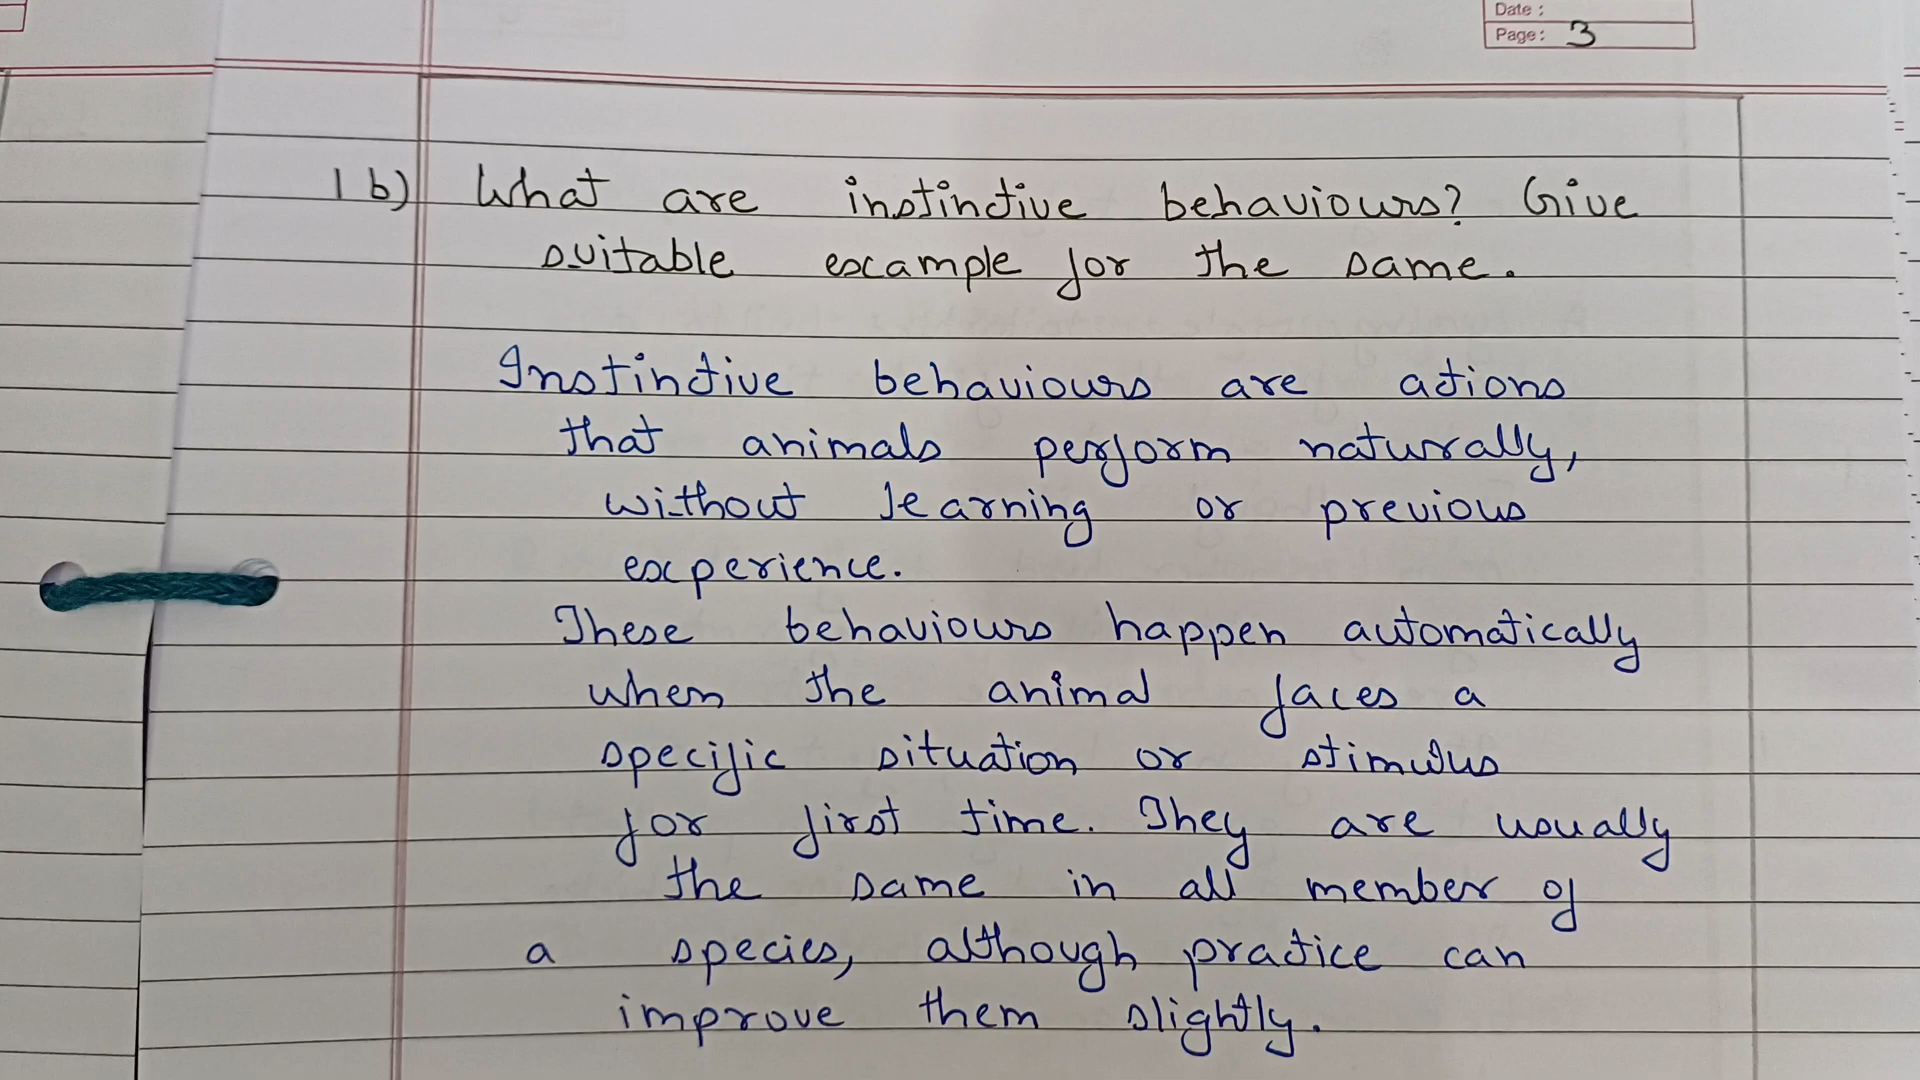 Date :
Page: 3
1 b) What are instinctive behaviours? Give
suitable example for the same.
Instinctive behaviours are actions
that animals perform naturally,
without learning or previous
experience.
These behaviours happen automatically
when the animal faces a
specific situation or stimulus
for first time. They are usually
the same in all member of
a species, although practice can
improve them slightly.